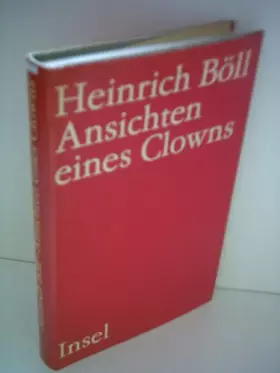 Heinrich Böll
Ansichten
eines Clowns
Insel